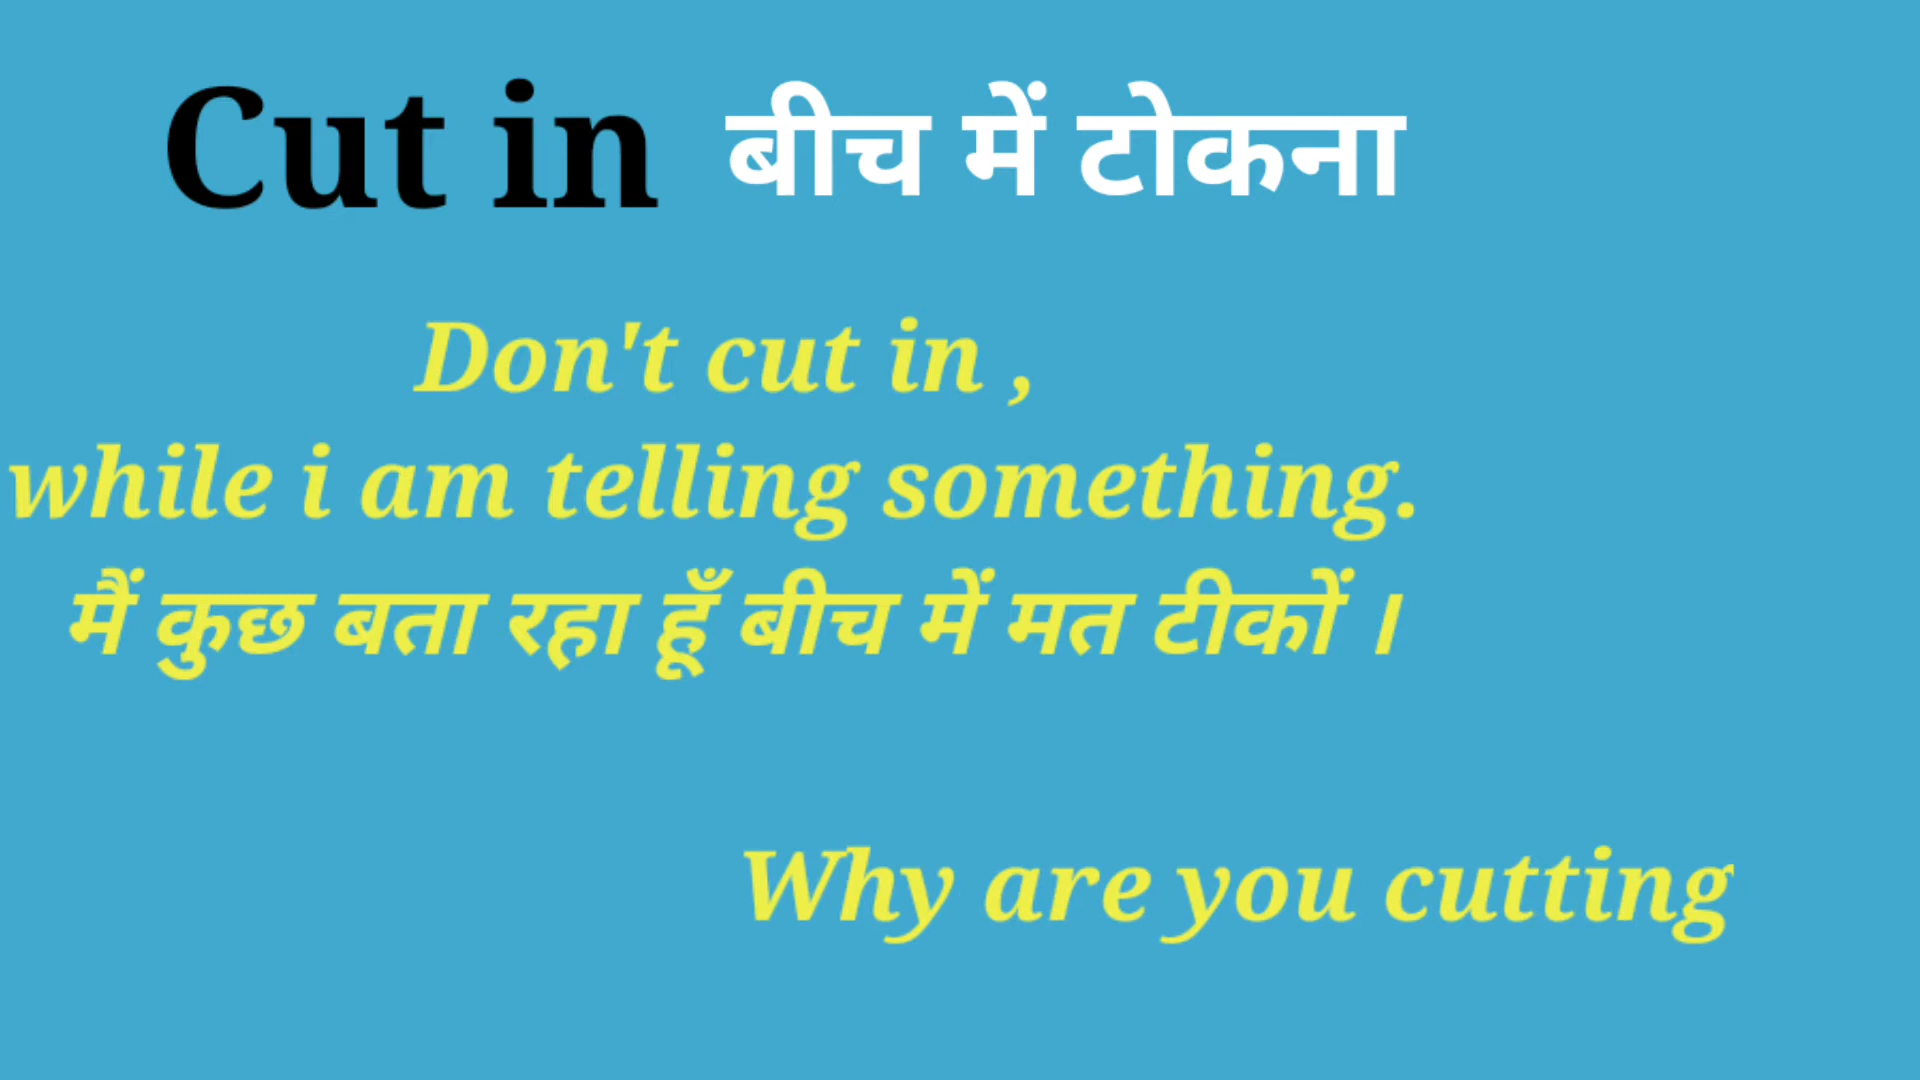 Cut in बीच में टोकना
Don't cut in ,
while i am telling something.
मैं कुछ बता रहा हूँ बीच में मत टीकों ।
Why are you cutting